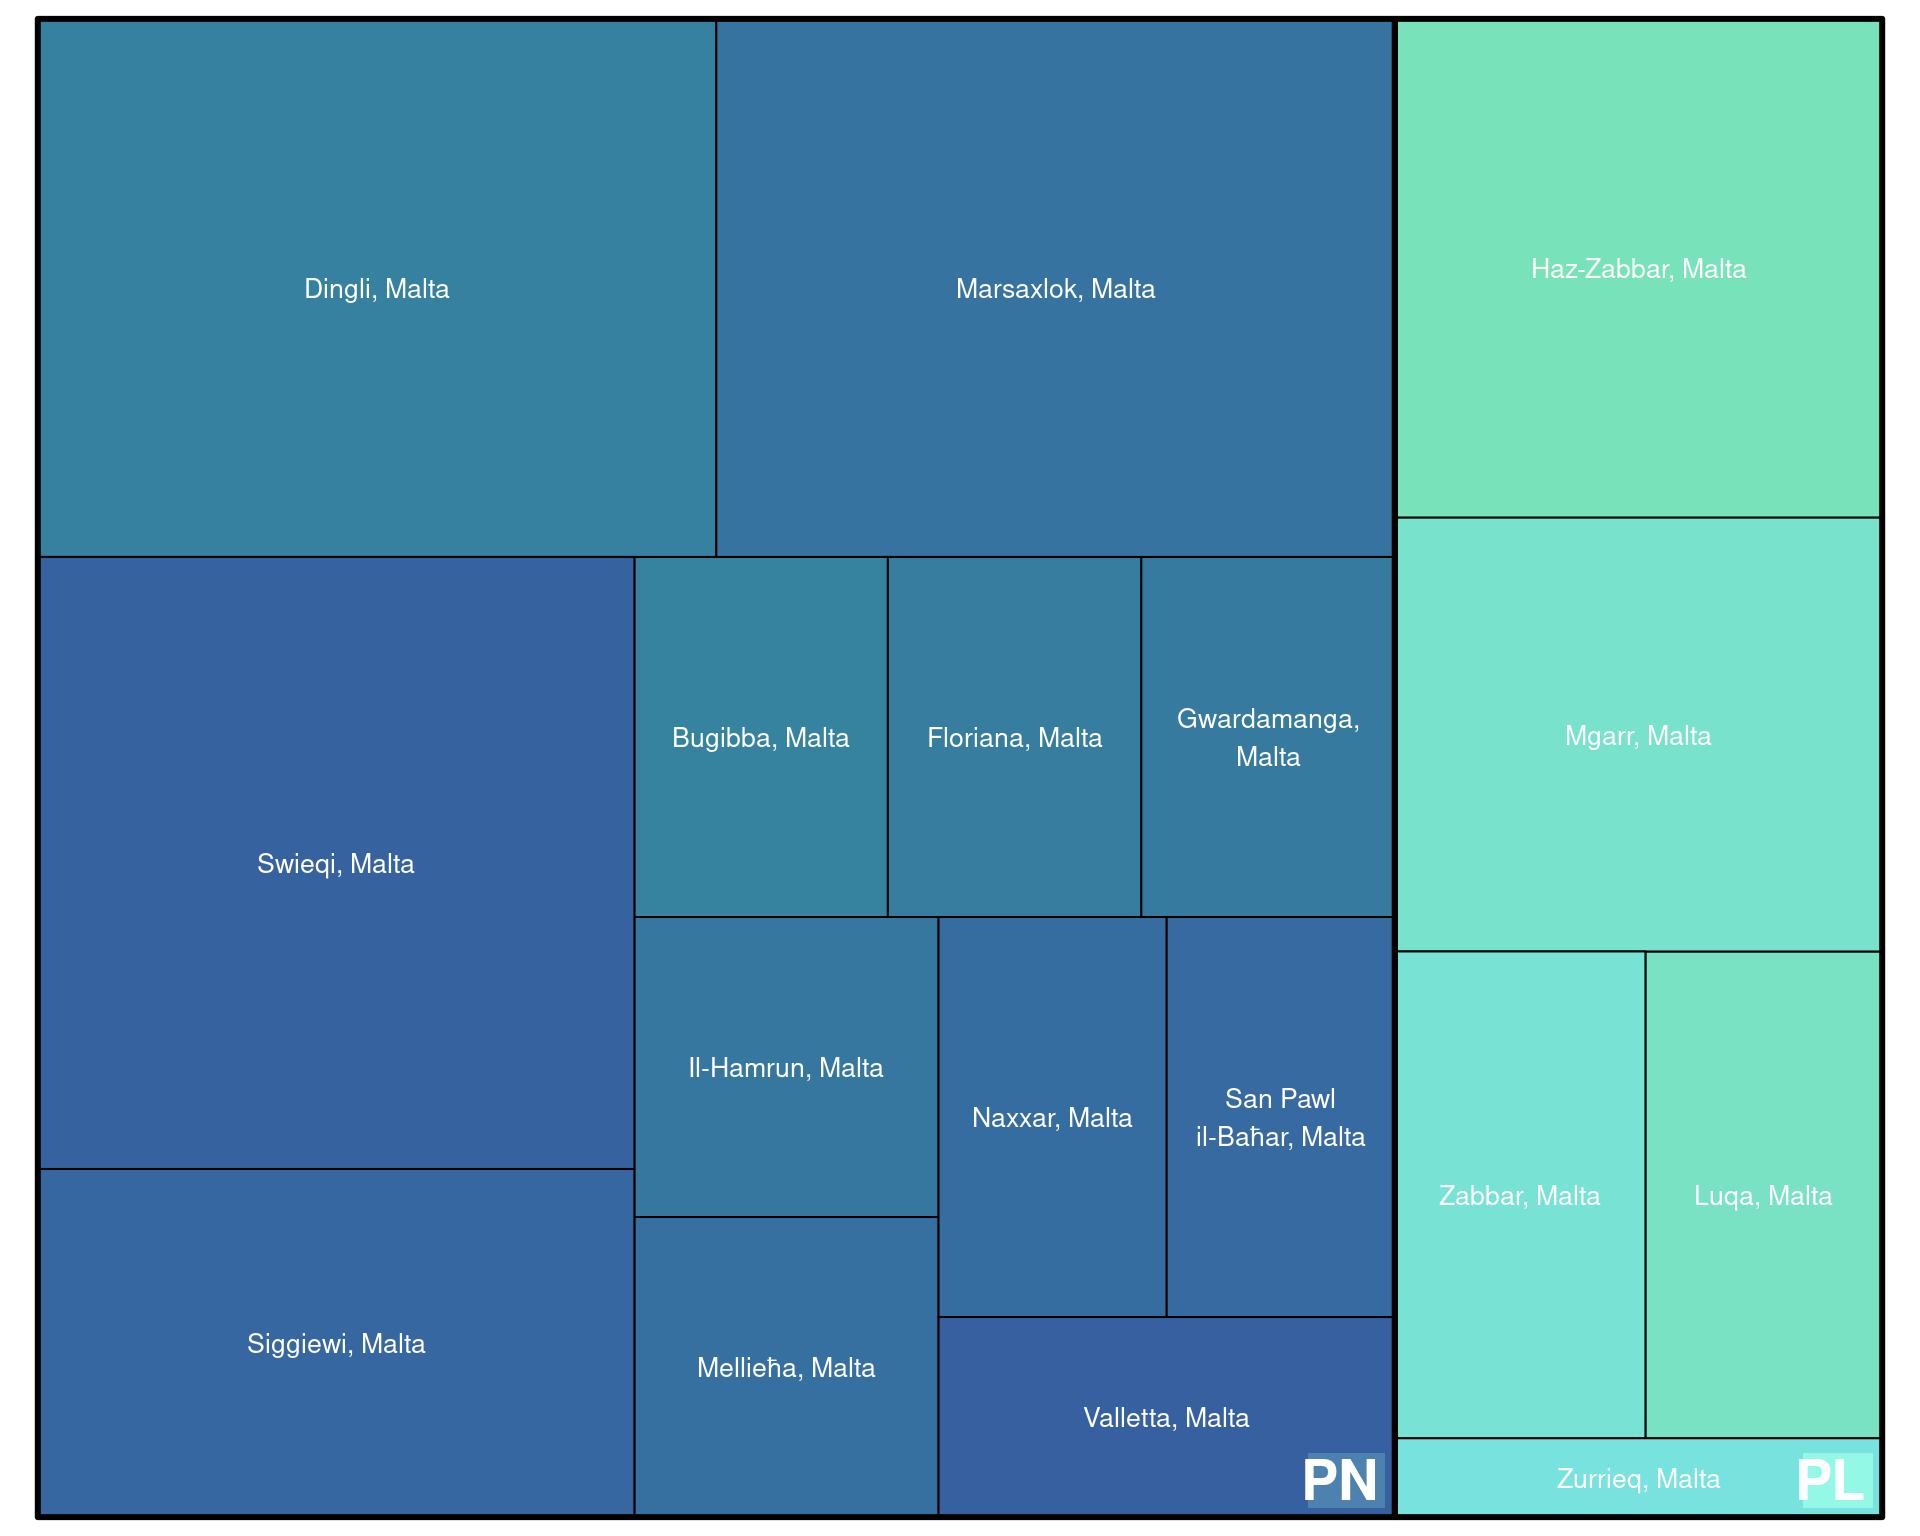 Dingli, Malta
Marsaxlok, Malta
Haz-Zabbar, Malta
Swieqi, Malta
Bugibba, Malta
Floriana, Malta
Gwardamanga,
Malta
Mgarr, Malta
Il-Hamrun, Malta
Naxxar, Malta
San Pawl
il-Baħar, Malta
Zabbar, Malta
Luqa, Malta
Siggiewi, Malta
Mellieħa, Malta
Valletta, Malta
PN
Zurrieq, Malta
PL